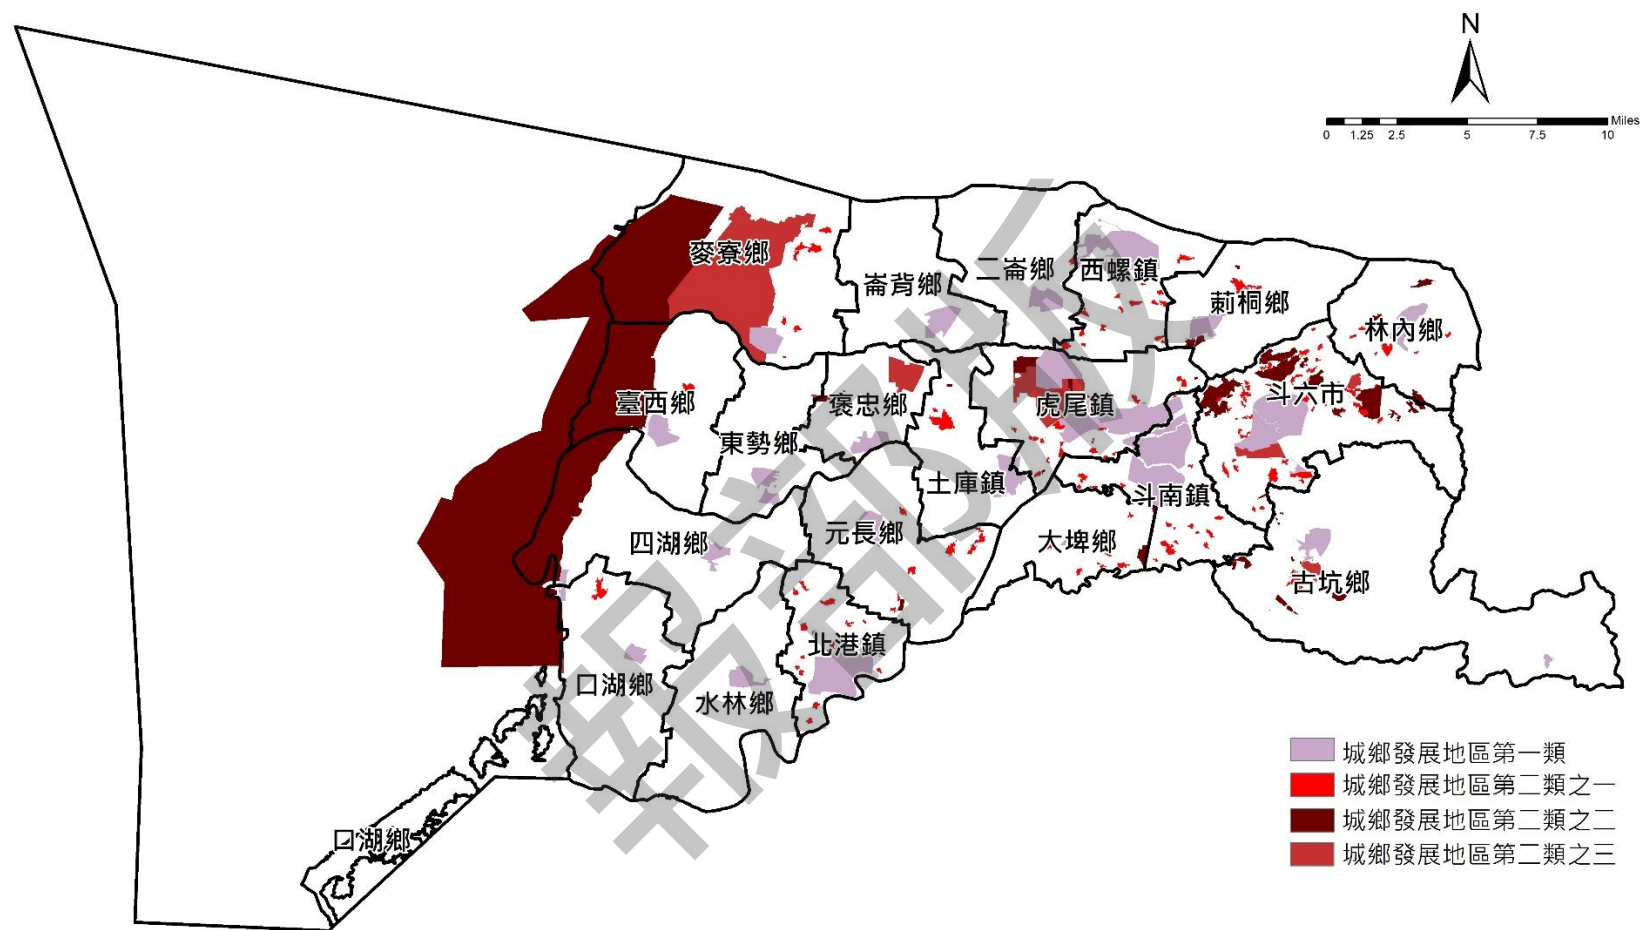 N
Miles
0 1.25 2.5 5 7.5 10
麥寮鄉
崙背鄉
二崙鄉
西螺鎮
莿桐鄉
林內鄉
臺西鄉
東勢鄉
褒忠鄉
土庫鎮
虎尾鎮
斗南鎮
斗六市
四湖鄉
元長鄉
大埤鄉
古坑鄉
口湖鄉
水林鄉
北港鎮
口湖鄉
城鄉發展地區第一類
城鄉發展地區第二類之一
城鄉發展地區第二類之二
城鄉發展地區第二類之三
報部版